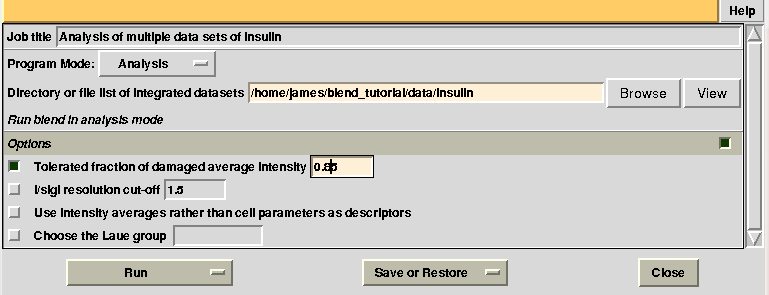 Help
Job title Analysis of multiple data sets of insulin
Program Mode: Analysis
Directory or file list of integrated datasets /home/james/blend_tutorial/data/insulin Browse View
Run blend in analysis mode
Options
Tolerated fraction of damaged average intensity 0.85
I/sigI resolution cut-off 1.5
Use intensity averages rather than cell parameters as descriptors
Choose the Laue group
Run Save or Restore Close